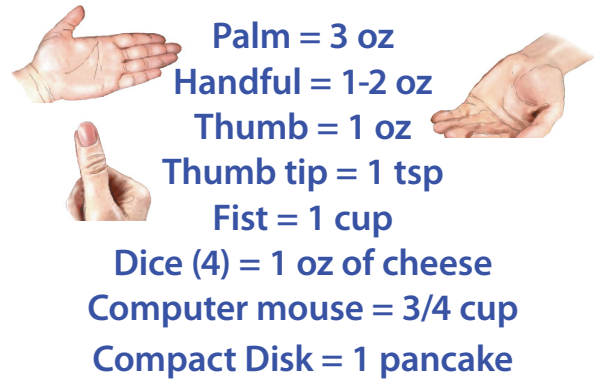 Palm = 3 oz
Handful = 1-2 oz
Thumb = 1 oz
Thumb tip = 1 tsp
Fist = 1 cup
Dice (4) = 1 oz of cheese
Computer mouse = 3/4 cup
Compact Disk = 1 pancake